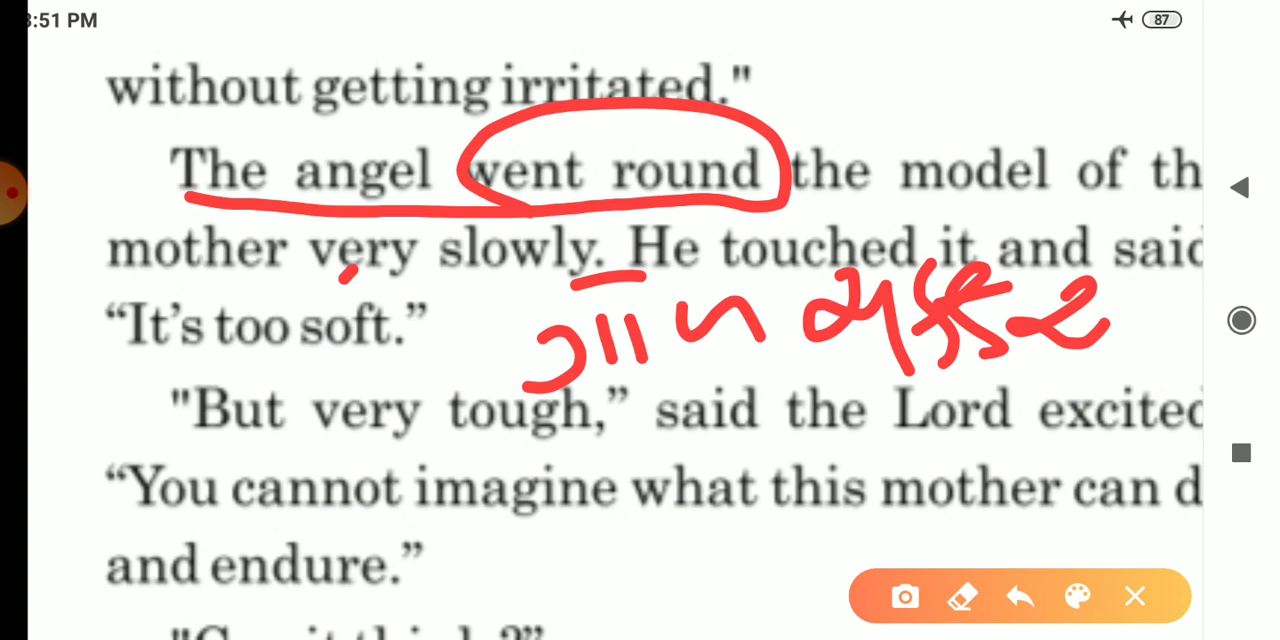 3:51 PM
87
without getting irritated."
The angel went round the model of th
mother very slowly. He touched it and said
“It’s too soft.”
"But very tough,” said the Lord excited
“You cannot imagine what this mother can d
and endure.”